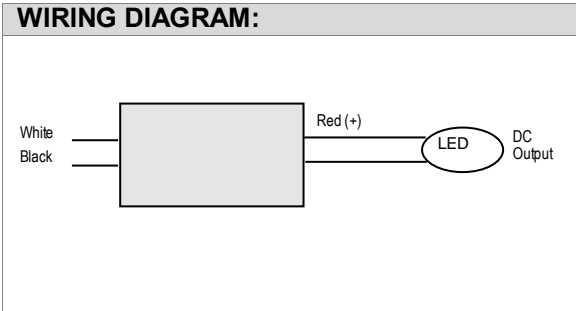 WIRING DIAGRAM:
White
Black
Red (+)
LED
DC
Output